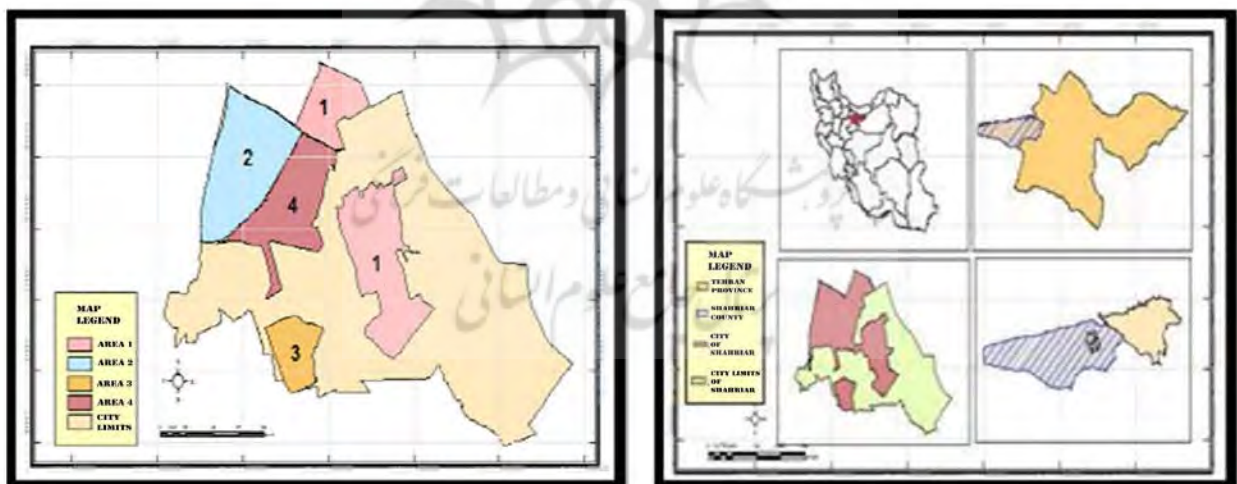 1
2
4
1
3
MAP
LEGEND
AREA 1
AREA 2
AREA 3
AREA 4
CITY
LIMITS
MAP
LEGEND
TEHRAN
PROVINCE
SHAHRIAR
COUNTY
CITY
OF
SHAHRIAR
CITY LIMITS
OF
SHAHRIAR
پژوهشگاه علوم انسانی و مطالعات فرهنگی
پرتال جامع علوم انسانی